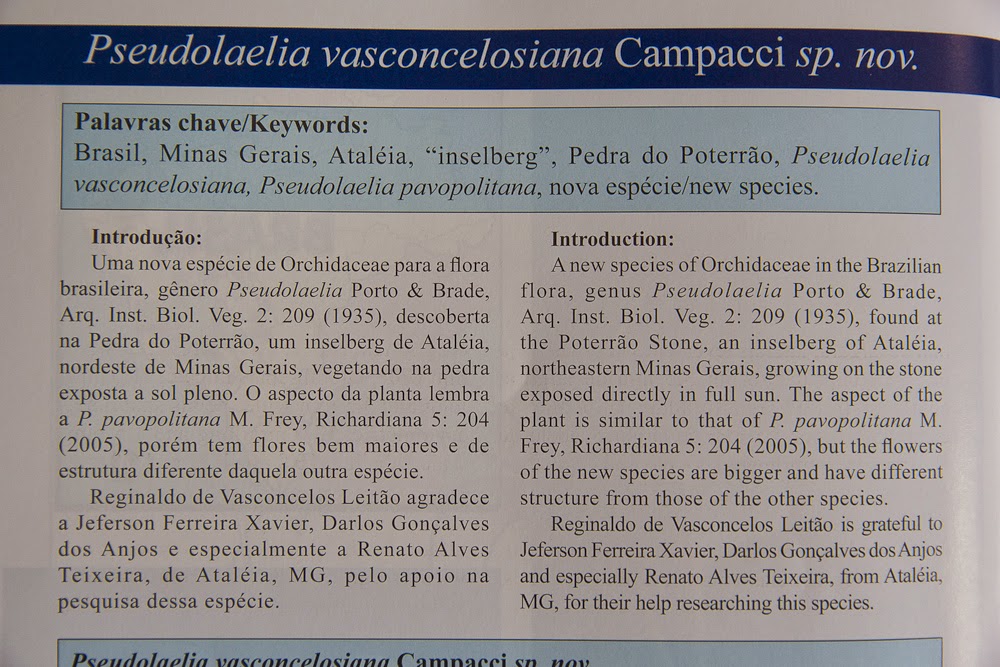 Pseudolaelia vasconcelosiana Campacci sp. nov.
Palavras chave/Keywords:
Brasil, Minas Gerais, Ataléia, “inselberg”, Pedra do Poterrão, Pseudolaelia
vasconcelosiana, Pseudolaelia pavopolitana, nova espécie/new species.
Introdução:
Uma nova espécie de Orchidaceae para a flora
brasileira, gênero Pseudolaelia Porto & Brade,
Arq. Inst. Biol. Veg. 2: 209 (1935), descoberta
na Pedra do Poterrão, um inselberg de Ataléia,
nordeste de Minas Gerais, vegetando na pedra
exposta a sol pleno. O aspecto da planta lembra
a P. pavopolitana M. Frey, Richardiana 5: 204
(2005), porém tem flores bem maiores e de
estrutura diferente daquela outra espécie.
Reginaldo de Vasconcelos Leitão agradece
a Jeferson Ferreira Xavier, Darlos Gonçalves
dos Anjos e especialmente a Renato Alves
Teixeira, de Ataléia, MG, pelo apoio na
pesquisa dessa espécie.
Introduction:
A new species of Orchidaceae in the Brazilian
flora, genus Pseudolaelia Porto & Brade,
Arq. Inst. Biol. Veg. 2: 209 (1935), found at
the Poterrão Stone, an inselberg of Ataléia,
northeastern Minas Gerais, growing on the stone
exposed directly in full sun. The aspect of the
plant is similar to that of P. pavopolitana M.
Frey, Richardiana 5: 204 (2005), but the flowers
of the new species are bigger and have different
structure from those of the other species.
Reginaldo de Vasconcelos Leitão is grateful to
Jeferson Ferreira Xavier, Darlos Gonçalves dos Anjos
and especially Renato Alves Teixeira, from Ataléia,
MG, for their help researching this species.
Pseudolaelia vasconcelosiana Campacci sp. nov.